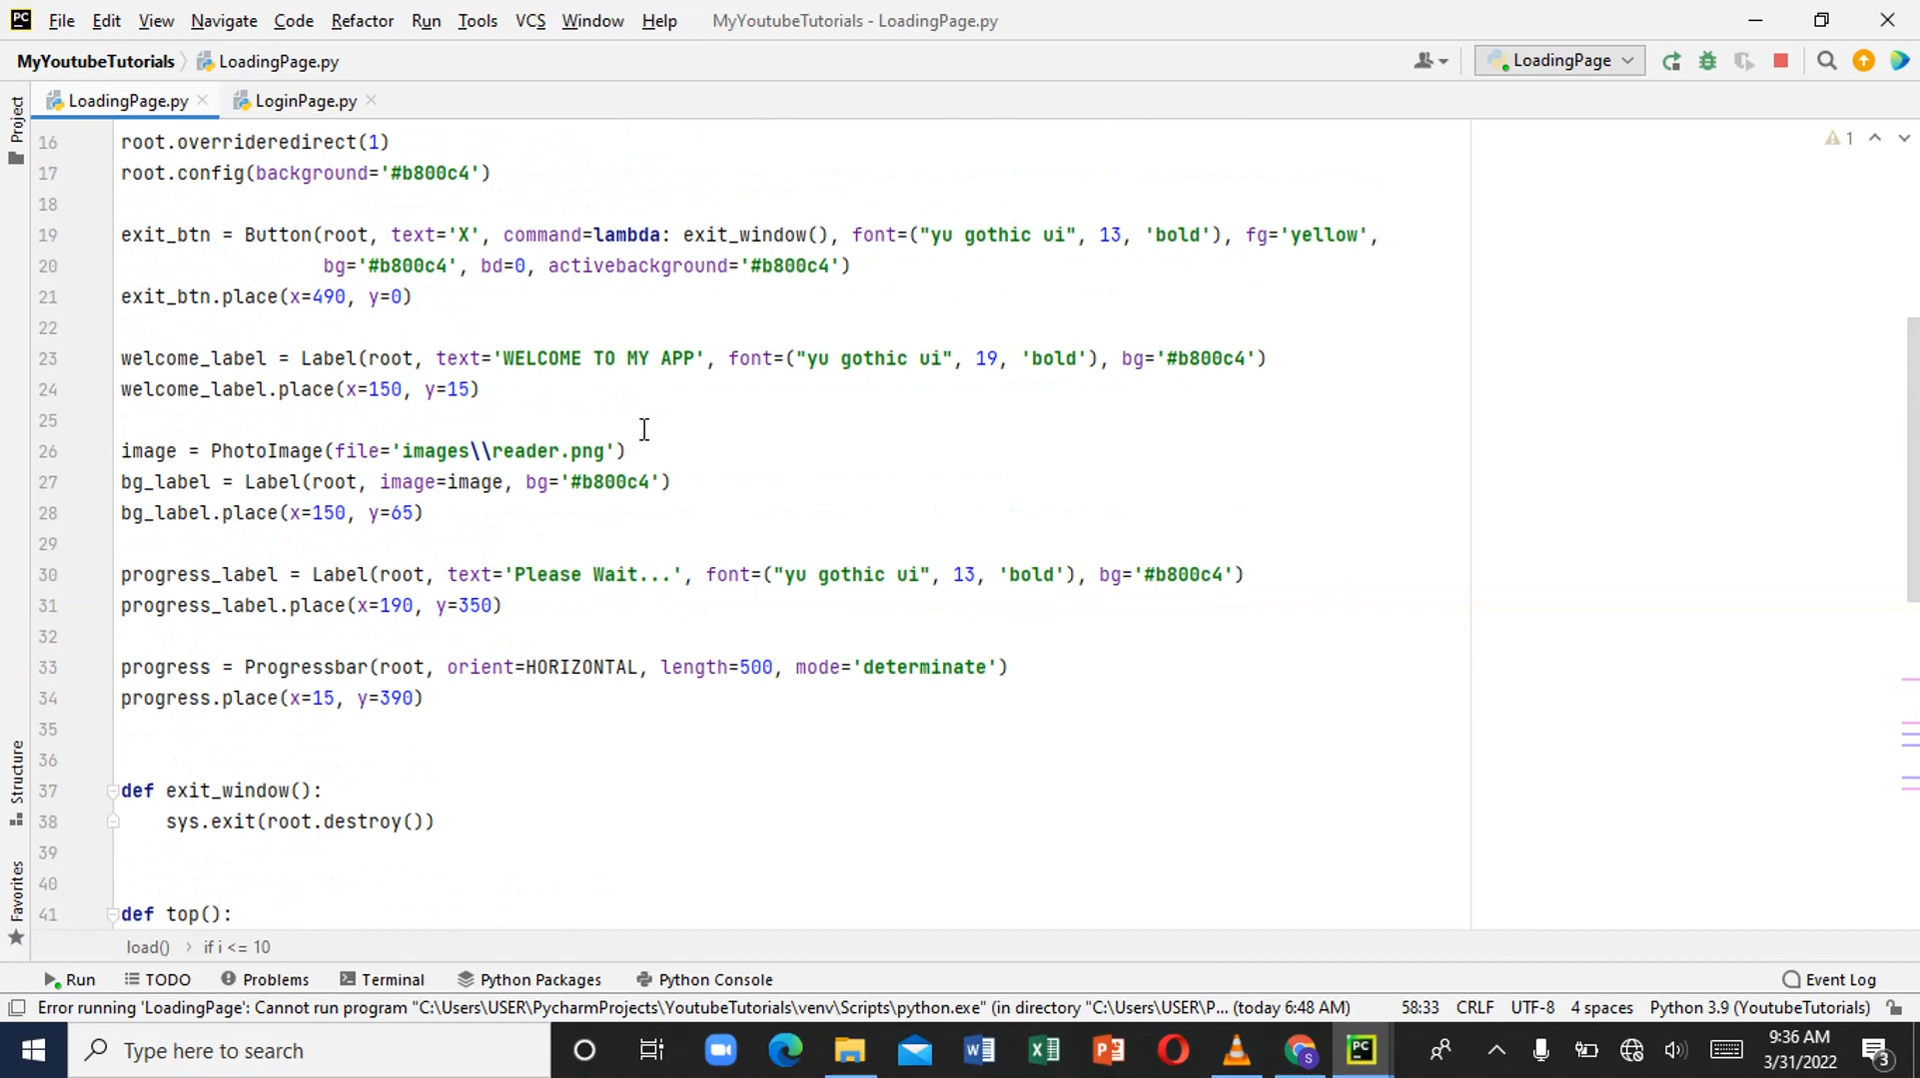 PC File Edit View Navigate Code Refactor Run Tools VCS Window Help MyYoutubeTutorials - LoadingPage.py
MyYoutubeTutorials LoadingPage.py LoadingPage
LoadingPage.py LoginPage.py
Project
16 root.overrideredirect(1) 1
17 root.config(background='#b800c4')
18
19 exit_btn = Button(root, text='X', command=lambda: exit_window(), font=("yu gothic ui", 13, 'bold'), fg='yellow',
20 bg='#b800c4', bd=0, activebackground='#b800c4')
21 exit_btn.place(x=490, y=0)
22
23 welcome_label = Label(root, text='WELCOME TO MY APP', font=("yu gothic ui", 19, 'bold'), bg='#b800c4')
24 welcome_label.place(x=150, y=15)
25
26 image = PhotoImage(file='images\\reader.png')
27 bg_label = Label(root, image=image, bg='#b800c4')
28 bg_label.place(x=150, y=65)
29
30 progress_label = Label(root, text='Please Wait...', font=("yu gothic ui", 13, 'bold'), bg='#b800c4')
31 progress_label.place(x=190, y=350)
32
33 progress = Progressbar(root, orient=HORIZONTAL, length=500, mode='determinate')
34 progress.place(x=15, y=390)
35
36
37 def exit_window():
38 sys.exit(root.destroy())
39
40
41 def top():
Structure
Favorites
load() if i <= 10
Run TODO Problems Terminal Python Packages Python Console Event Log
Error running 'LoadingPage': Cannot run program "C:\Users\USER\PycharmProjects\YoutubeTutorials\venv\Scripts\python.exe" (in directory "C:\Users\USER\P... (today 6:48 AM) 58:33 CRLF UTF-8 4 spaces Python 3.9 (YoutubeTutorials)
Type here to search
9:36 AM
3/31/2022
3